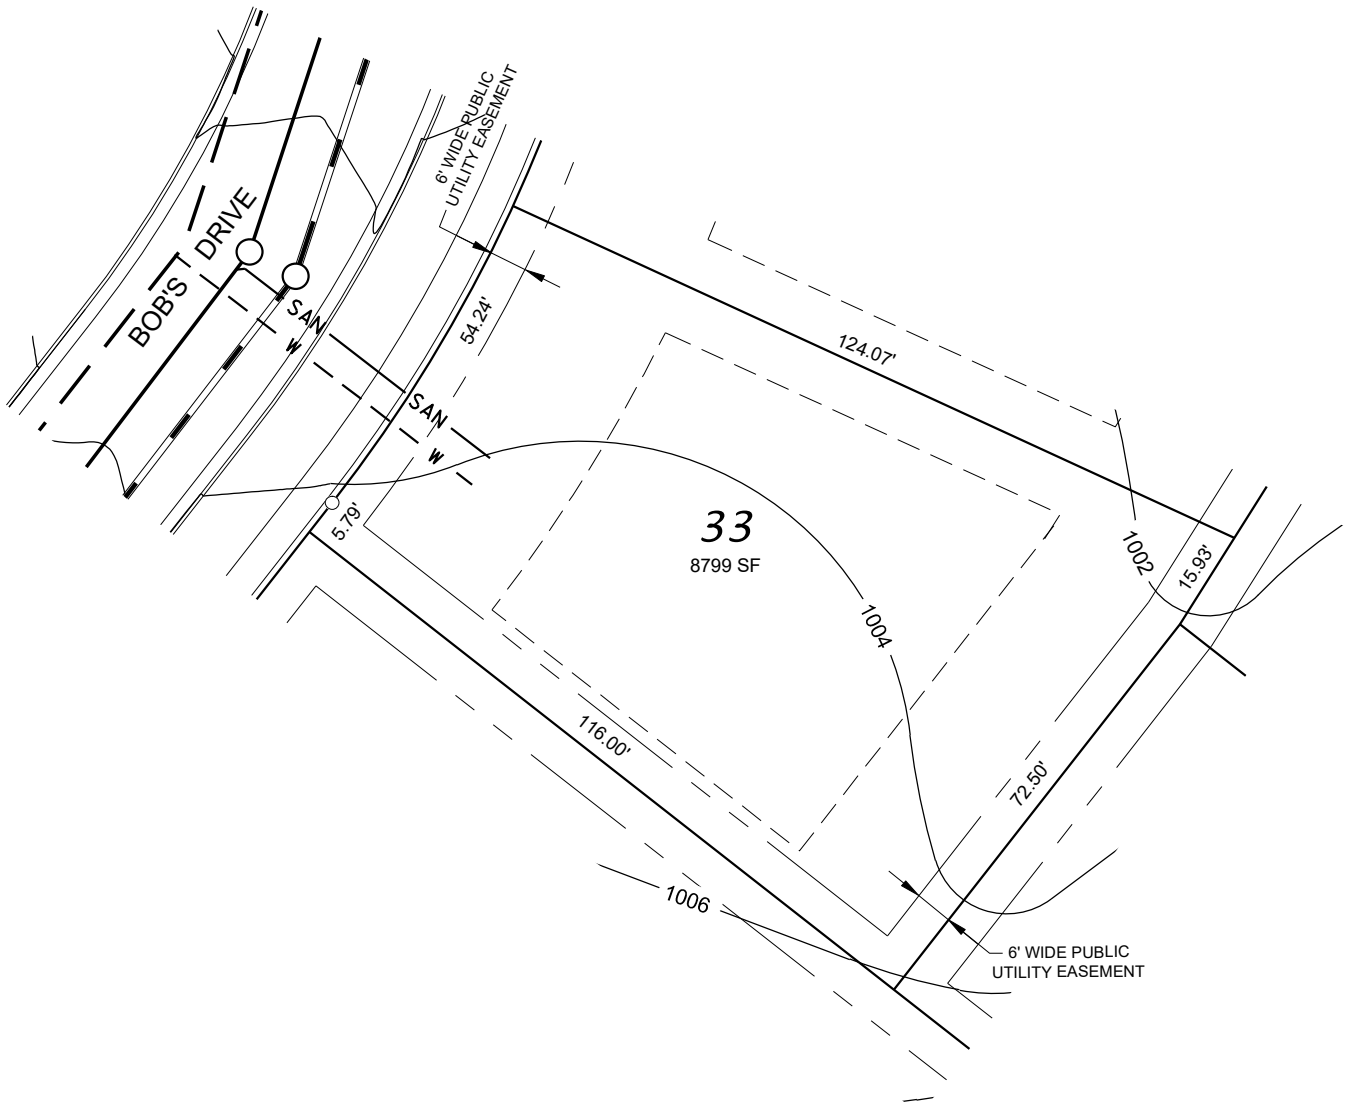 6' WIDE PUBLIC
UTILITY EASEMENT
BOB'S DRIVE
SAN
W
54.24'
124.07'
SAN
W
5.79'
33
8799 SF
1002
15.93'
1004
116.00'
72.50'
1006
6' WIDE PUBLIC
UTILITY EASEMENT